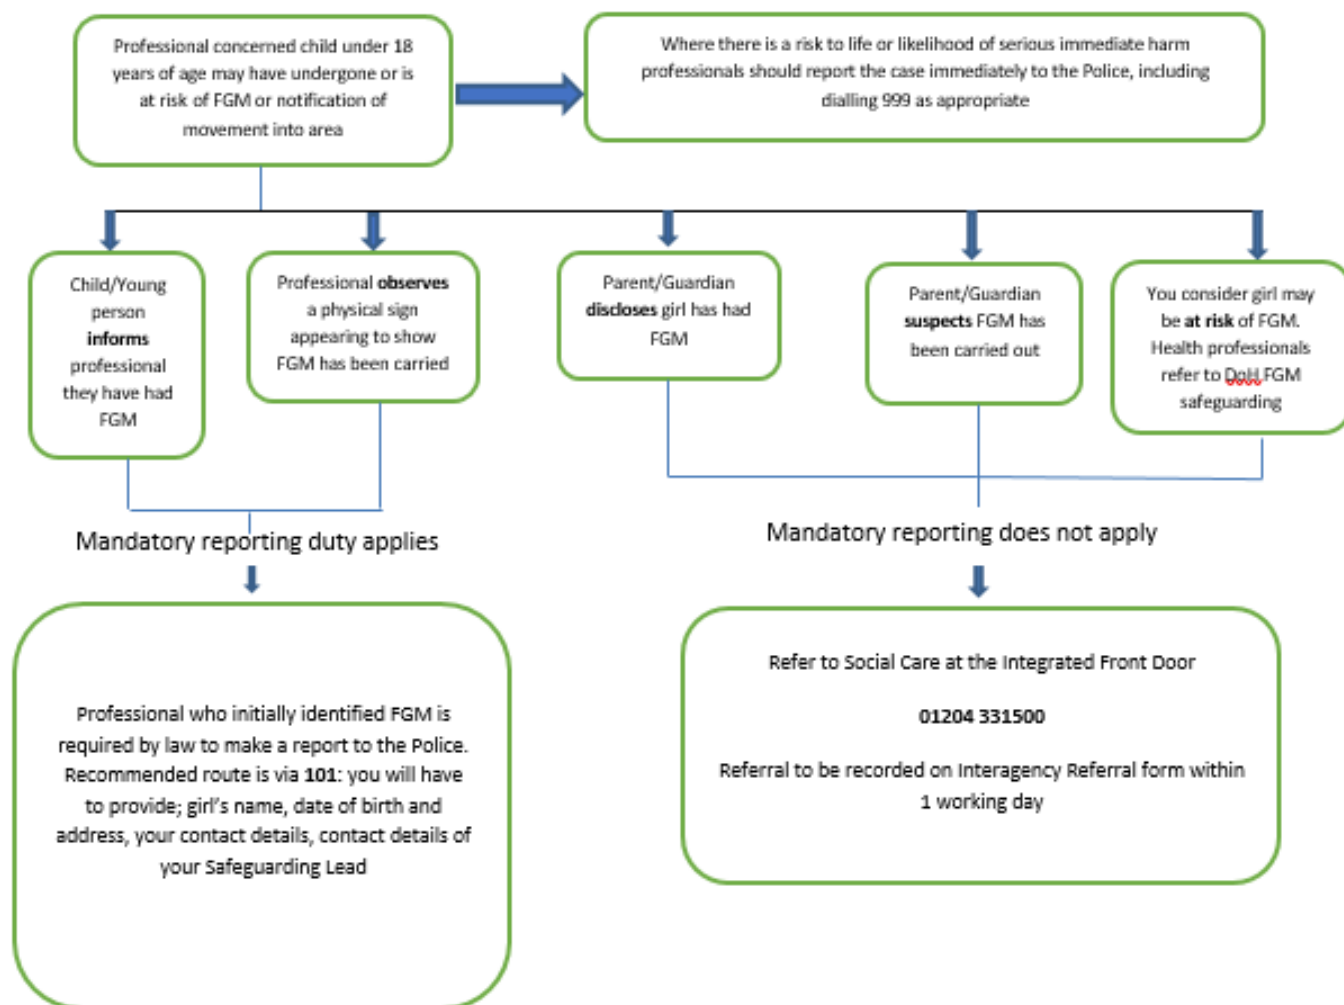 Professional concerned child under 18
years of age may have undergone or is
at risk of FGM or notification of
movement into area
Where there is a risk to life or likelihood of serious immediate harm
professionals should report the case immediately to the Police, including
dialling 999 as appropriate
Child/Young
person
informs
professional
they have had
FGM
Professional observes
a physical sign
appearing to show
FGM has been carried
Parent/Guardian
discloses girl has had
FGM
Parent/Guardian
suspects FGM has
been carried out
You consider girl may
be at risk of FGM.
Health professionals
refer to DoH FGM
safeguarding
Mandatory reporting duty applies
Mandatory reporting does not apply
Professional who initially identified FGM is
required by law to make a report to the Police.
Recommended route is via 101: you will have
to provide; girl's name, date of birth and
address, your contact details, contact details of
your Safeguarding Lead
Refer to Social Care at the Integrated Front Door
01204 331500
Referral to be recorded on Interagency Referral form within
1 working day